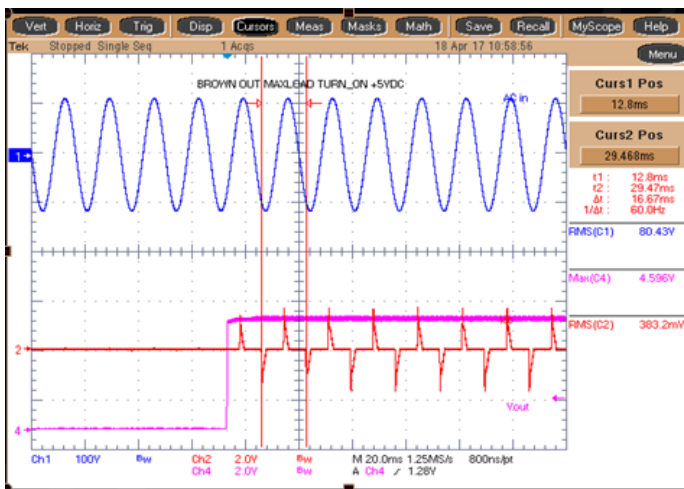 Vert Horiz Trig Disp Cursors Meas Masks Math Save Recall MyScope Help
Tek Stopped Single Seq 1 Acqs 18 Apr 17 10:58:56
Menu
BROWN OUT MAXLOAD TURN_ON +5VDC
AC in
Curs1 Pos
12.8ms
Curs2 Pos
29.468ms
t1 : 12.8ms
t2 : 29.47ms
Δt : 16.67ms
1/Δt : 60.0Hz
1
RMS(C1) 80.43V
Max(C4) 4.596V
RMS(C2) 383.2mV
2
Vout
4
Ch1 100V Bw Ch2 2.0V Bw M 20.0ms 1.25MS/s 800ns/pt
Ch4 2.0V Bw A Ch4 / 1.28V